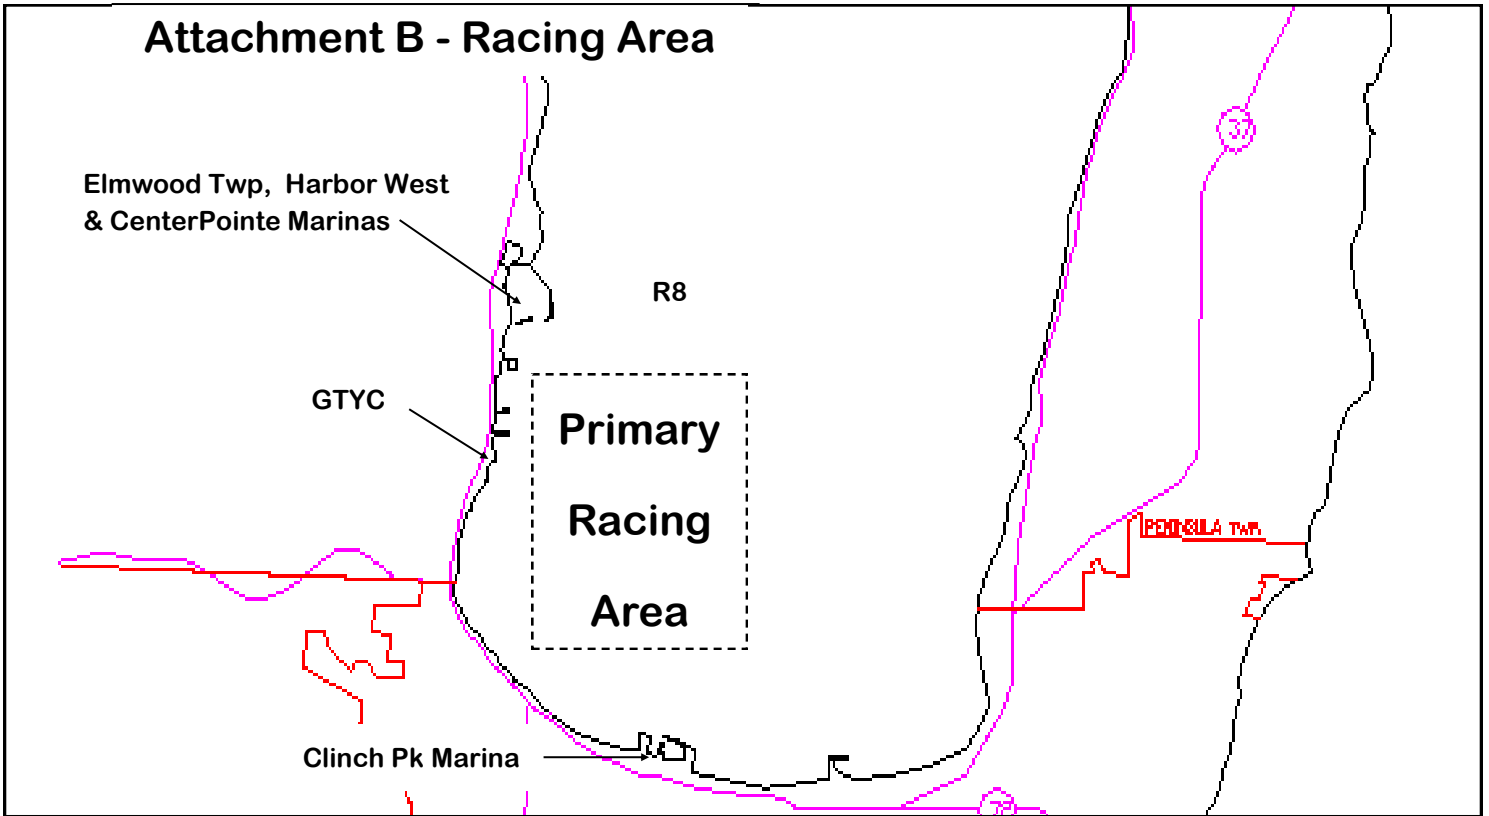 Attachment B - Racing Area
37
Elmwood Twp, Harbor West
& CenterPointe Marinas
R8
GTYC
Primary
Racing
Area
PENINSULA TWP.
Clinch Pk Marina